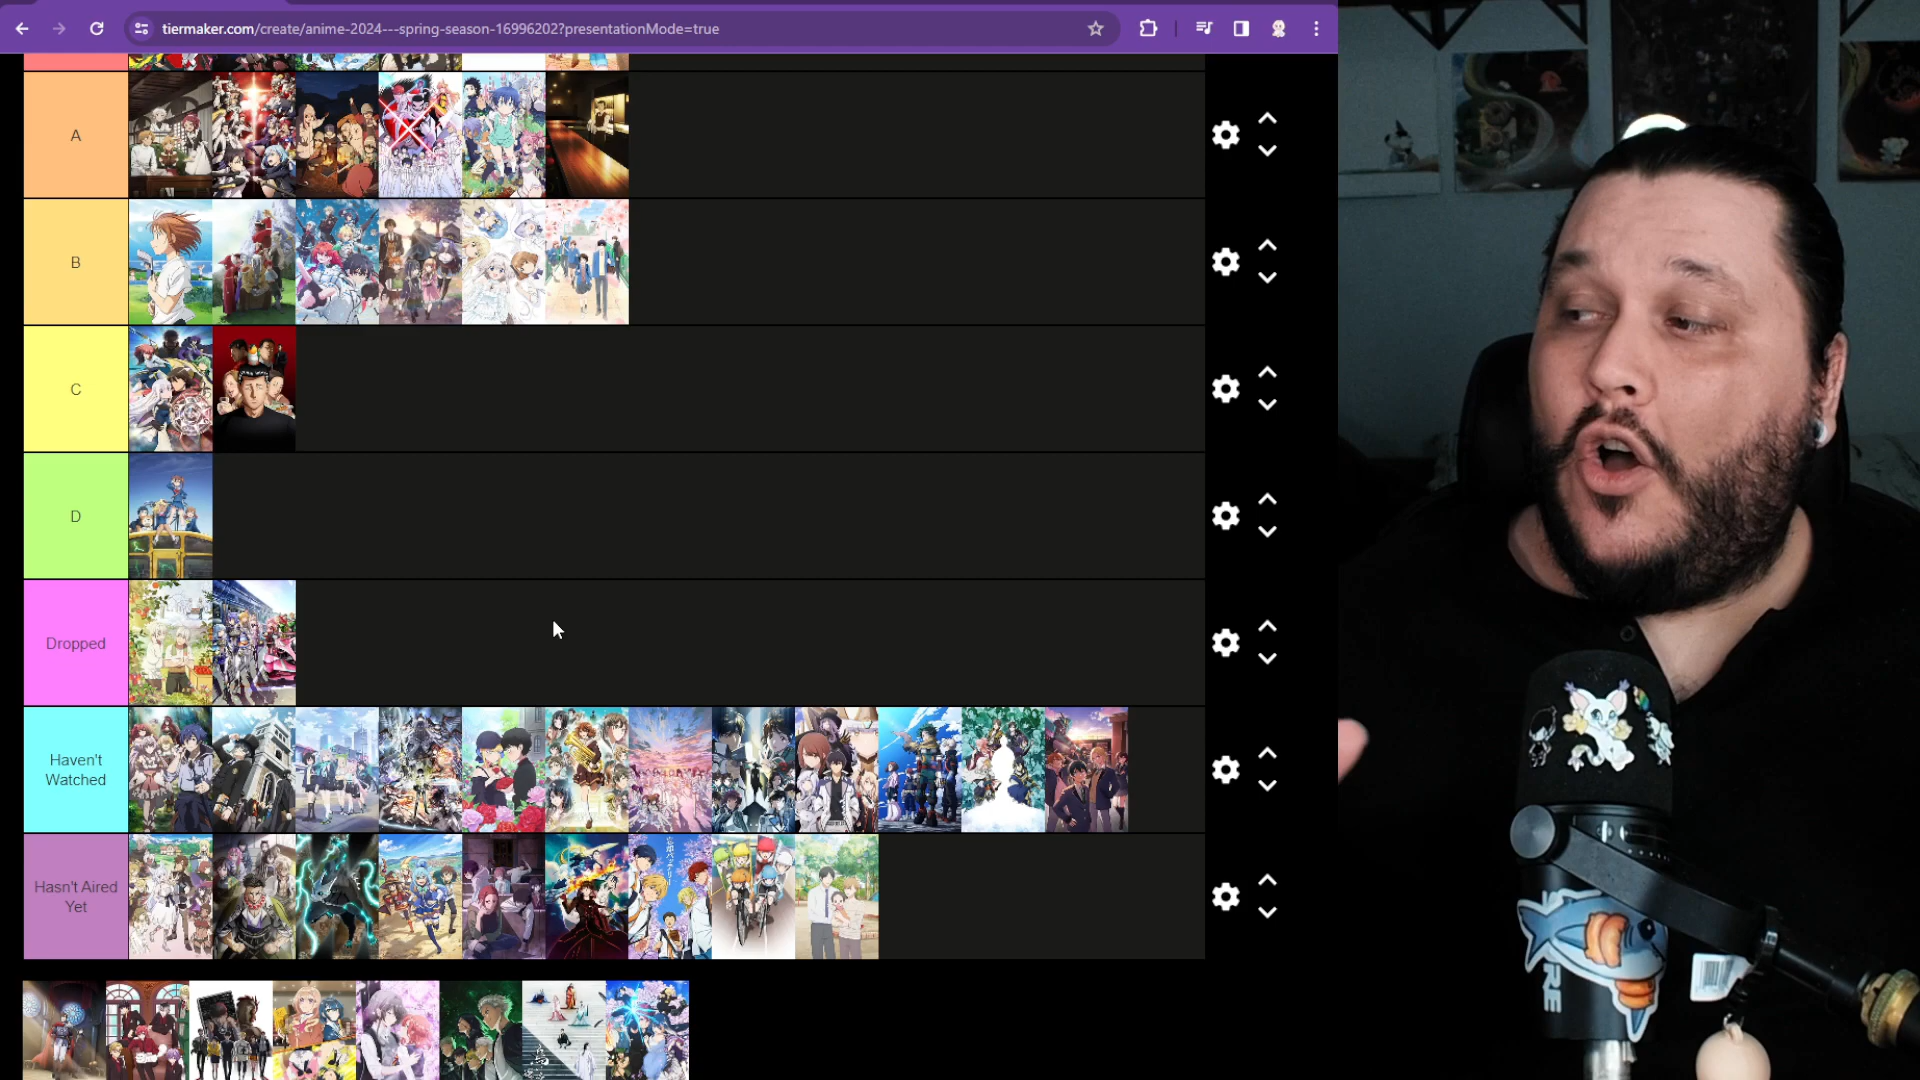 tiermaker.com/create/anime-2024---spring-season-16996202?presentationMode=true
A
B
C
D
Dropped
Haven't
Watched
Hasn't Aired
Yet